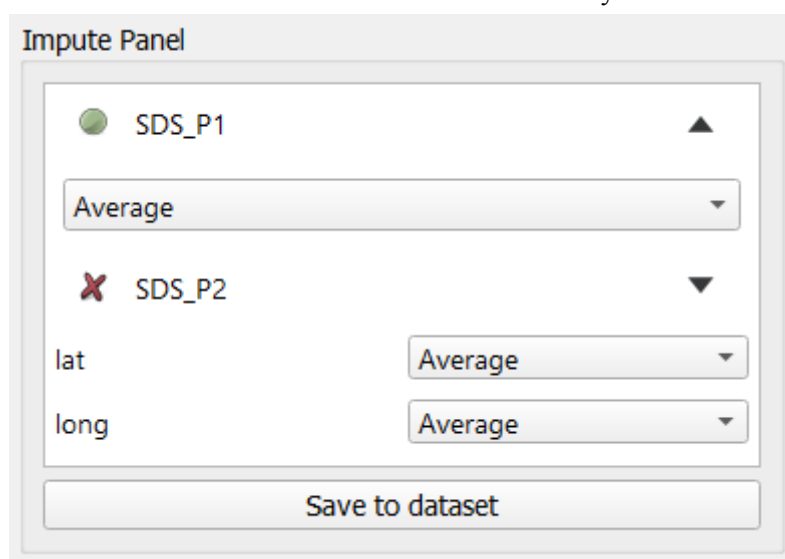 Impute Panel
SDS_P1
Average
SDS_P2
lat Average
long Average
Save to dataset